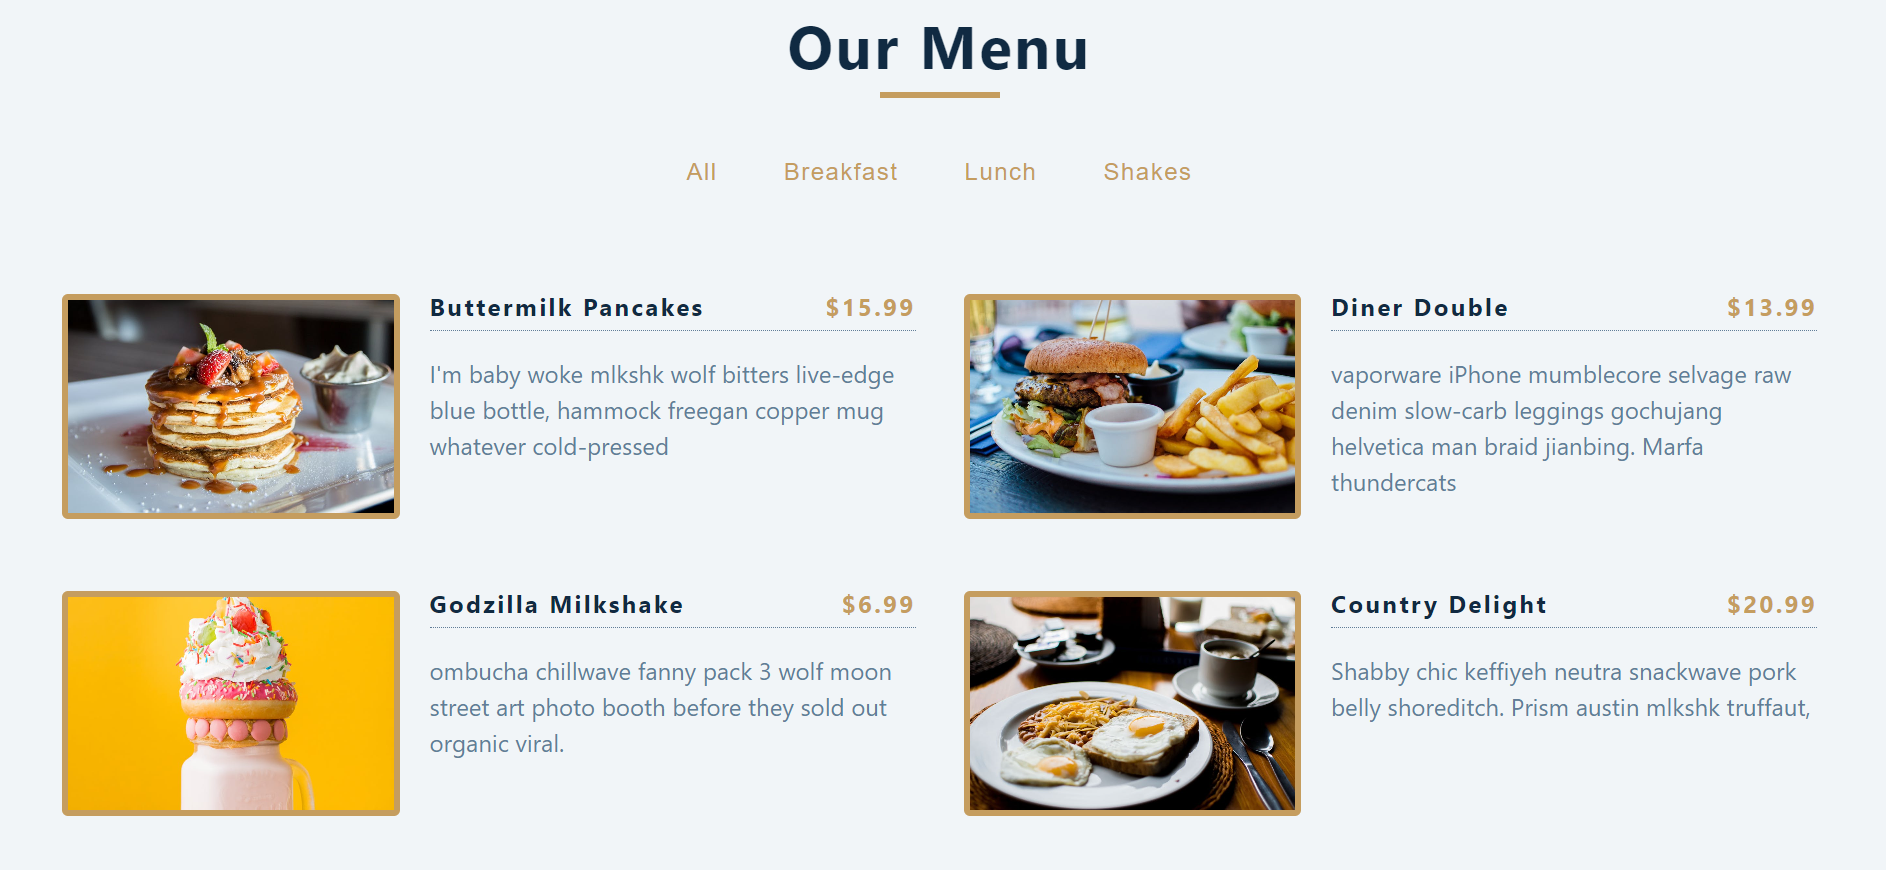 Our Menu
All Breakfast Lunch Shakes
Buttermilk Pancakes $15.99
I'm baby woke mlkshk wolf bitters live-edge
blue bottle, hammock freegan copper mug
whatever cold-pressed
Diner Double $13.99
vaporware iPhone mumblecore selvage raw
denim slow-carb leggings gochujang
helvetica man braid jianbing. Marfa
thundercats
Godzilla Milkshake $6.99
ombucha chillwave fanny pack 3 wolf moon
street art photo booth before they sold out
organic viral.
Country Delight $20.99
Shabby chic keffiyeh neutra snackwave pork
belly shoreditch. Prism austin mlkshk truffaut,